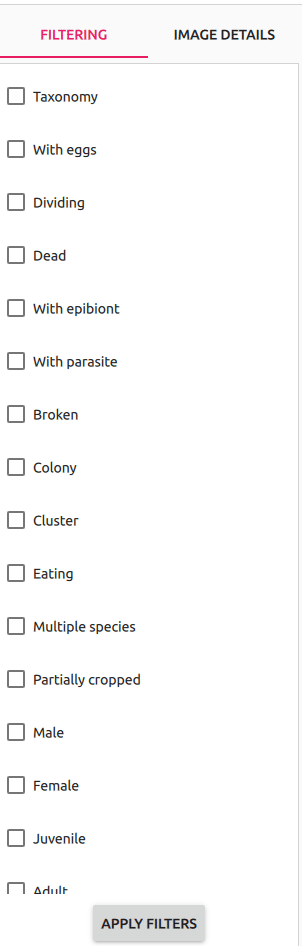 FILTERING IMAGE DETAILS
Taxonomy
With eggs
Dividing
Dead
With epibiont
With parasite
Broken
Colony
Cluster
Eating
Multiple species
Partially cropped
Male
Female
Juvenile
Adult
APPLY FILTERS